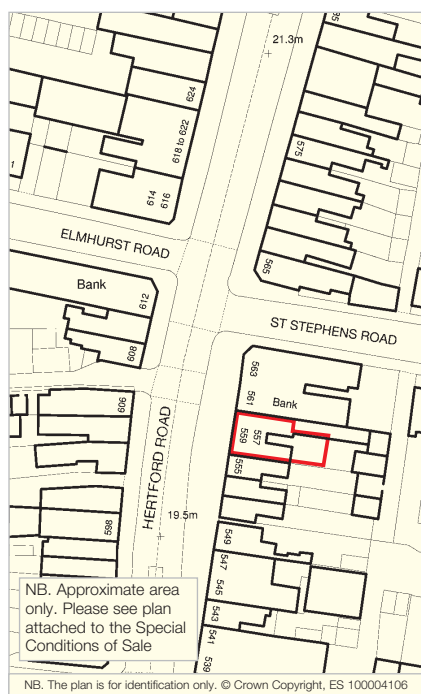 21.3m
585
624
618 to 622
575
1
614
616
ELMHURST ROAD
565
Bank
612
ST STEPHENS ROAD
608
563
561
Bank
606
559
557
HERTFORD ROAD
555
19.5m
598
549
547
545
543
541
539
NB. Approximate area
only. Please see plan
attached to the Special
Conditions of Sale
NB. The plan is for identification only. © Crown Copyright, ES 100004106